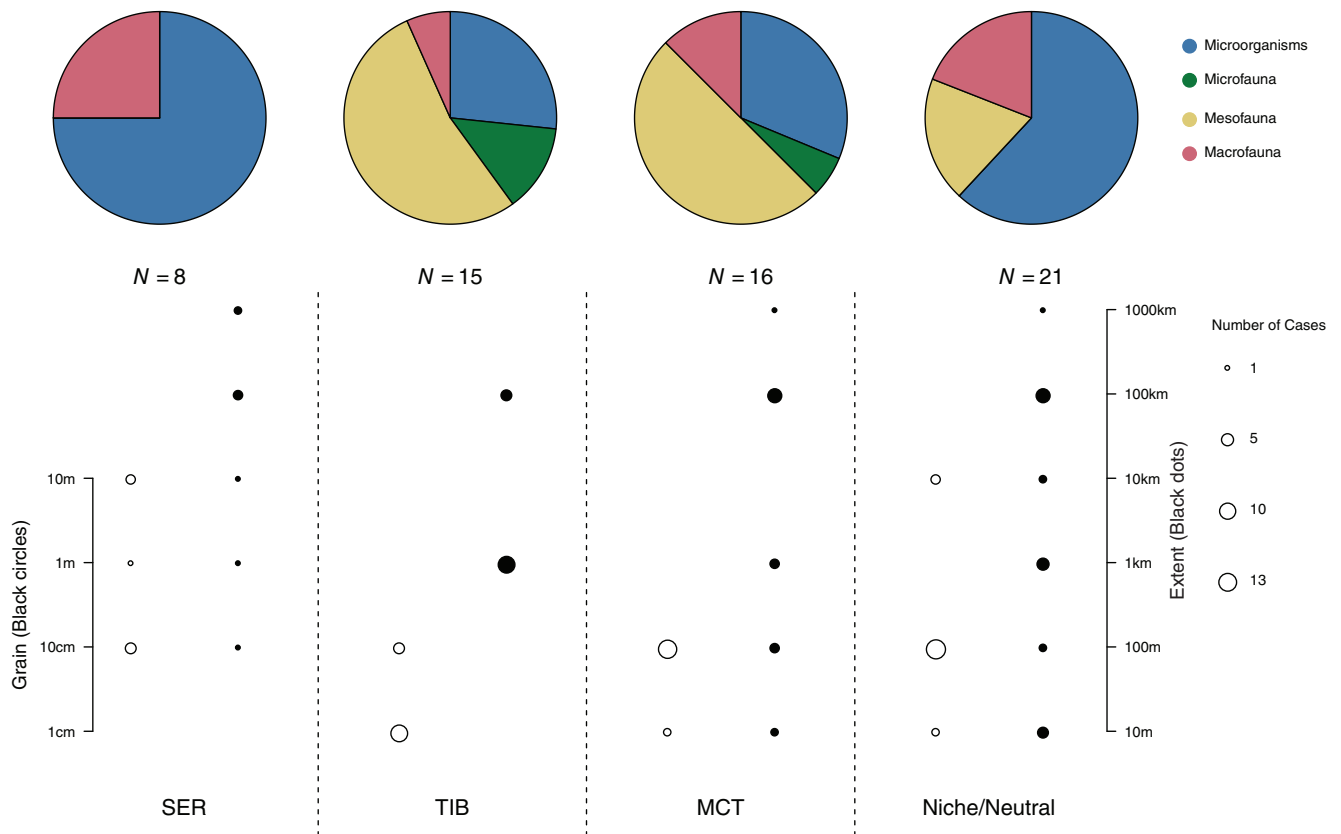 Microorganisms
Microfauna
Mesofauna
Macrofauna
N = 8
N = 15
N = 16
N = 21
Grain (Black circles)
10m
1m
10cm
1cm
1000km
100km
10km
1km
100m
10m
Extent (Black dots)
Number of Cases
1
5
10
13
SER
TIB
MCT
Niche/Neutral